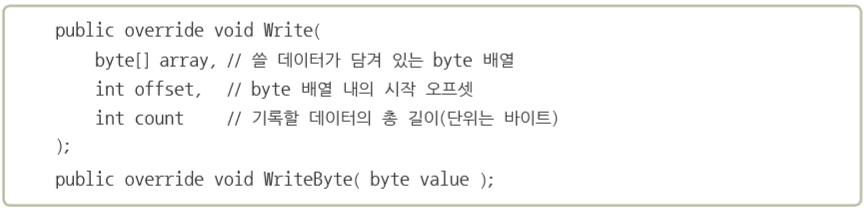 public override void Write(
byte[] array, // 쓸 데이터가 담겨 있는 byte 배열
int offset, // byte 배열 내의 시작 오프셋
int count // 기록할 데이터의 총 길이(단위는 바이트)
);
public override void WriteByte( byte value );